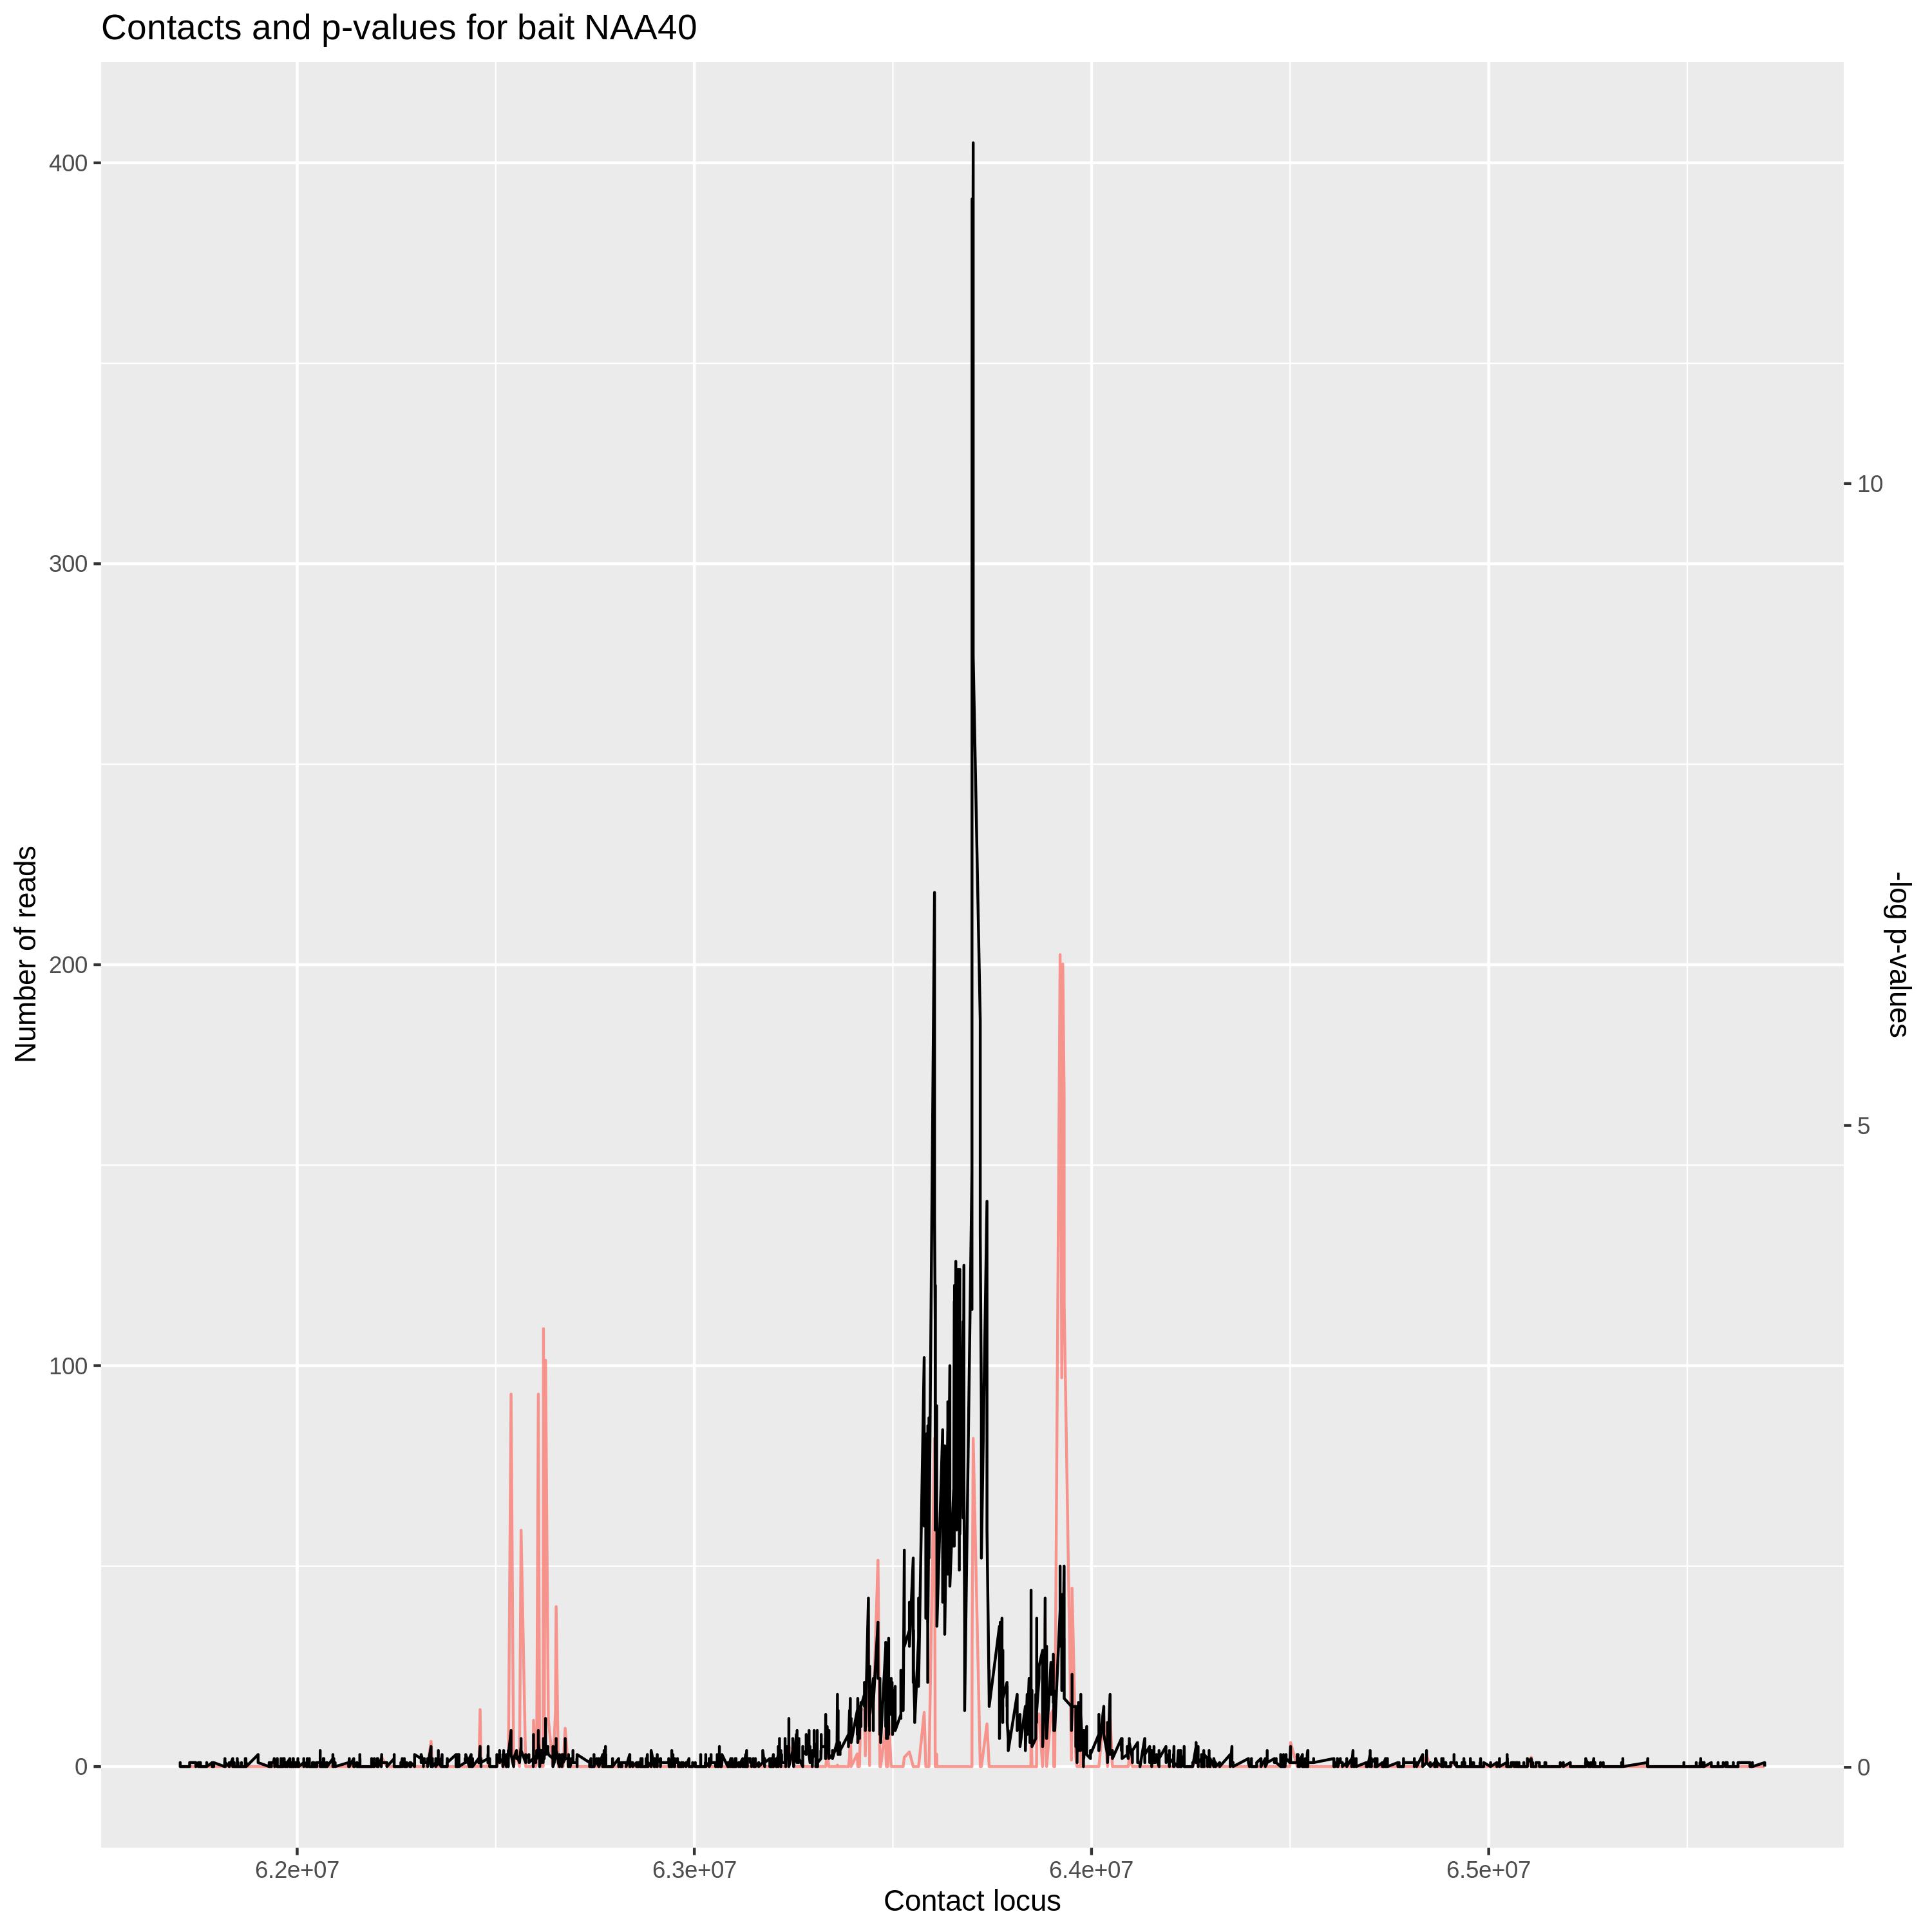 Contacts and p-values for bait NAA40
400
300
200
100
0
Number of reads
10
5
0
-log p-values
6.2e+07
6.3e+07
6.4e+07
6.5e+07
Contact locus